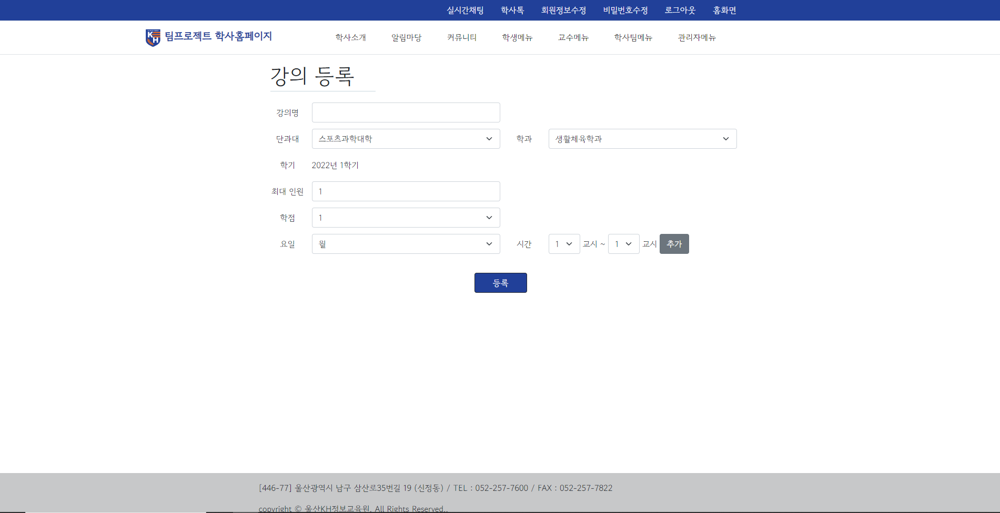 실시간채팅 학사톡 회원정보수정 비밀번호수정 로그아웃 홈화면
KH 팀프로젝트 학사홈페이지 학사소개 알림마당 커뮤니티 학생메뉴 교수메뉴 학사팀메뉴 관리자메뉴
강의 등록
강의명
단과대 스포츠과학대학 학과 생활체육학과
학기 2022년 1학기
최대 인원 1
학점 1
요일 월 시간 1 교시 ~ 1 교시 추가
등록
[446-77] 울산광역시 남구 삼산로35번길 19 (신정동) / TEL : 052-257-7600 / FAX : 052-257-7822
copyright © 울산KH정보교육원. All Rights Reserved..